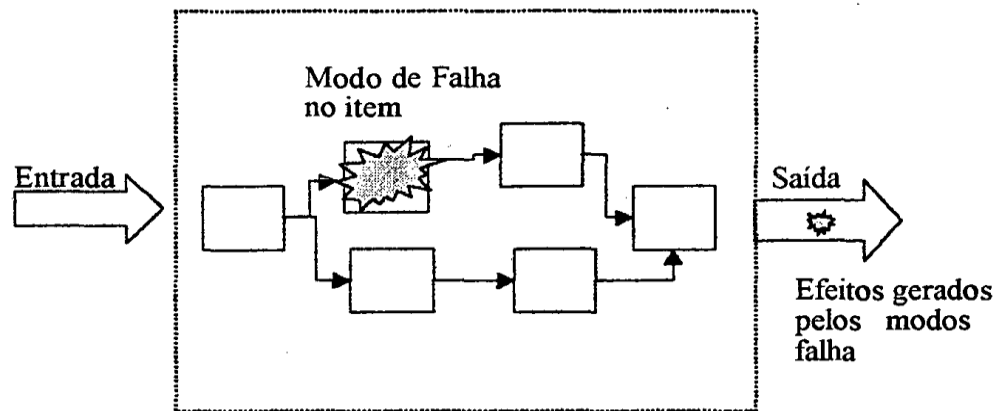 Modo de Falha
no item
Entrada
Saída
Efeitos gerados
pelos modos
falha